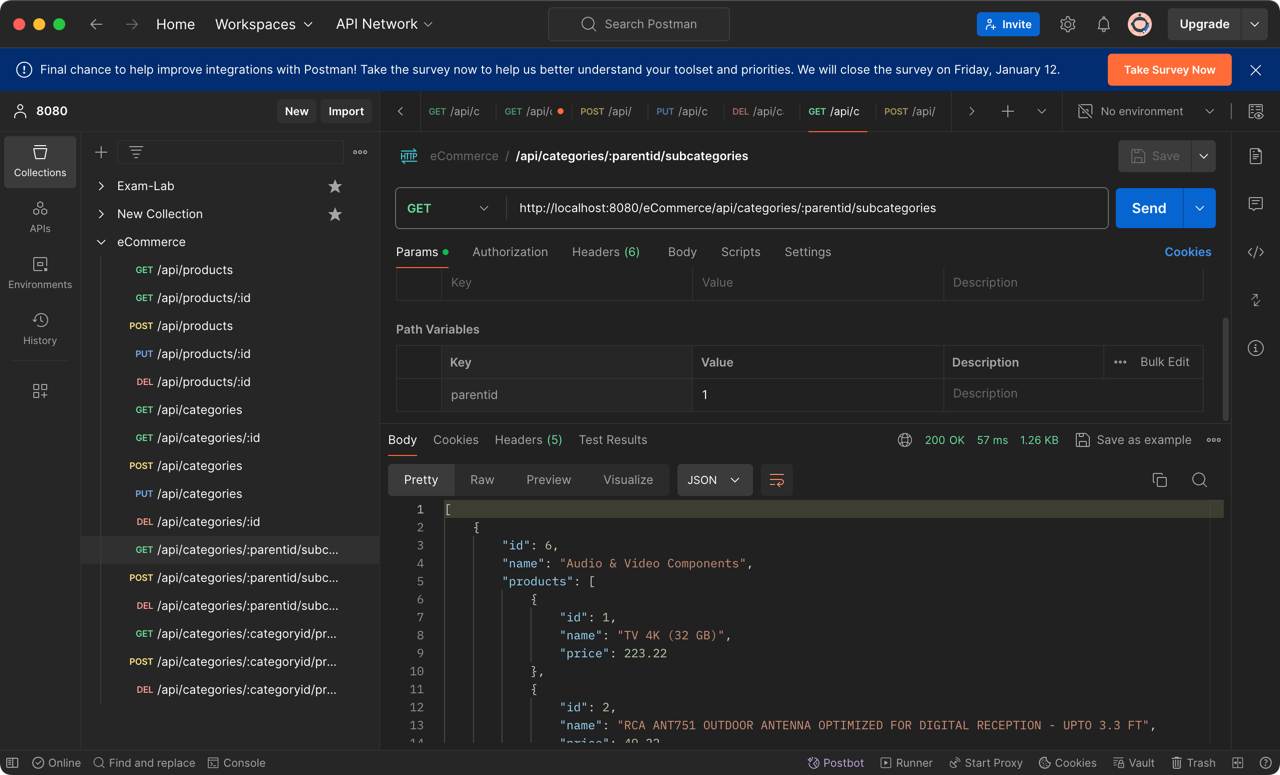 Home Workspaces API Network Search Postman Invite Upgrade
Final chance to help improve integrations with Postman! Take the survey now to help us better understand your toolset and priorities. We will close the survey on Friday, January 12. Take Survey Now
8080 New Import
GET /api/c GET /api/c POST /api/ PUT /api/c DEL /api/c GET /api/c POST /api/ No environment
Collections
APIs
Environments
History
Exam-Lab
New Collection
eCommerce
GET /api/products
GET /api/products/:id
POST /api/products
PUT /api/products/:id
DEL /api/products/:id
GET /api/categories
GET /api/categories/:id
POST /api/categories
PUT /api/categories
DEL /api/categories/:id
GET /api/categories/:parentid/subc...
POST /api/categories/:parentid/subc...
DEL /api/categories/:parentid/subc...
GET /api/categories/:categoryid/pr...
POST /api/categories/:categoryid/pr...
DEL /api/categories/:categoryid/pr...
HTTP eCommerce / /api/categories/:parentid/subcategories Save
GET http://localhost:8080/eCommerce/api/categories/:parentid/subcategories Send
Params Authorization Headers (6) Body Scripts Settings Cookies
Key Value Description
Path Variables
Key Value Description Bulk Edit
parentid 1 Description
Body Cookies Headers (5) Test Results 200 OK 57 ms 1.26 KB Save as example
Pretty Raw Preview Visualize JSON
1 [
2 {
3 "id": 6,
4 "name": "Audio & Video Components",
5 "products": [
6 {
7 "id": 1,
8 "name": "TV 4K (32 GB)",
9 "price": 223.22
10 },
11 {
12 "id": 2,
13 "name": "RCA ANT751 OUTDOOR ANTENNA OPTIMIZED FOR DIGITAL RECEPTION - UPTO 3.3 FT",
14 "price": 49.22
Online Find and replace Console Postbot Runner Start Proxy Cookies Vault Trash